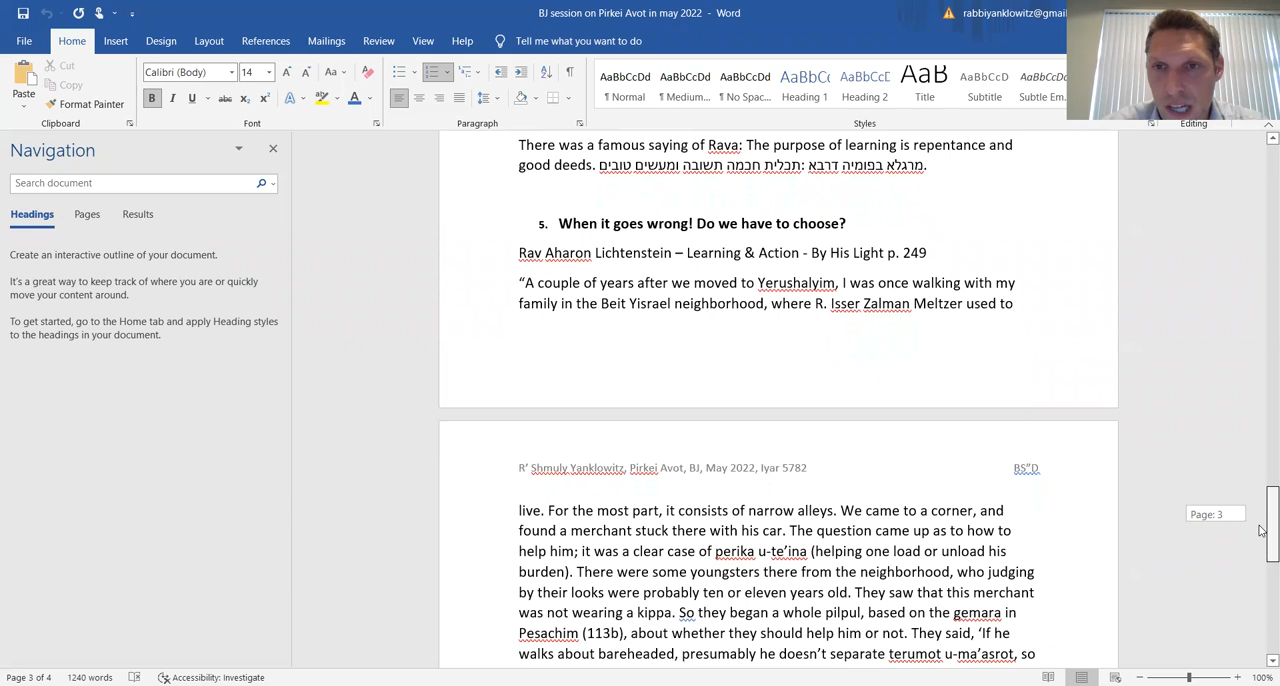 BJ session on Pirkei Avot in may 2022 - Word
rabbiyanklowitz@gmail
File Home Insert Design Layout References Mailings Review View Help Tell me what you want to do
Paste
Cut
Copy
Format Painter
Calibri (Body) 14
Aa
B I U abc x₂ x² A A
AaBbCcDd AaBbCcDd AaBbCcDd AaBbCc AaBbCcE AaB AaBbCcD AaBbCcDd
¶ Normal ¶ Medium... ¶ No Spac... Heading 1 Heading 2 Title Subtitle Subtle Em...
Clipboard Font Paragraph Styles Editing
Navigation
Search document
Headings Pages Results
Create an interactive outline of your document.
It's a great way to keep track of where you are or quickly
move your content around.
To get started, go to the Home tab and apply Heading styles
to the headings in your document.
There was a famous saying of Rava: The purpose of learning is repentance and
good deeds. מרגלא בפומיה דרבא: תכלית חכמה תשובה ומעשים טובים.
5. When it goes wrong! Do we have to choose?
Rav Aharon Lichtenstein – Learning & Action - By His Light p. 249
“A couple of years after we moved to Yerushalyim, I was once walking with my
family in the Beit Yisrael neighborhood, where R. Isser Zalman Meltzer used to
R’ Shmuly Yanklowitz, Pirkei Avot, BJ, May 2022, Iyar 5782 BS”D
live. For the most part, it consists of narrow alleys. We came to a corner, and
found a merchant stuck there with his car. The question came up as to how to
help him; it was a clear case of perika u-te’ina (helping one load or unload his
burden). There were some youngsters there from the neighborhood, who judging
by their looks were probably ten or eleven years old. They saw that this merchant
was not wearing a kippa. So they began a whole pilpul, based on the gemara in
Pesachim (113b), about whether they should help him or not. They said, ‘If he
walks about bareheaded, presumably he doesn’t separate terumot u-ma’asrot, so
Page: 3
Page 3 of 4 1240 words Accessibility: Investigate 100%